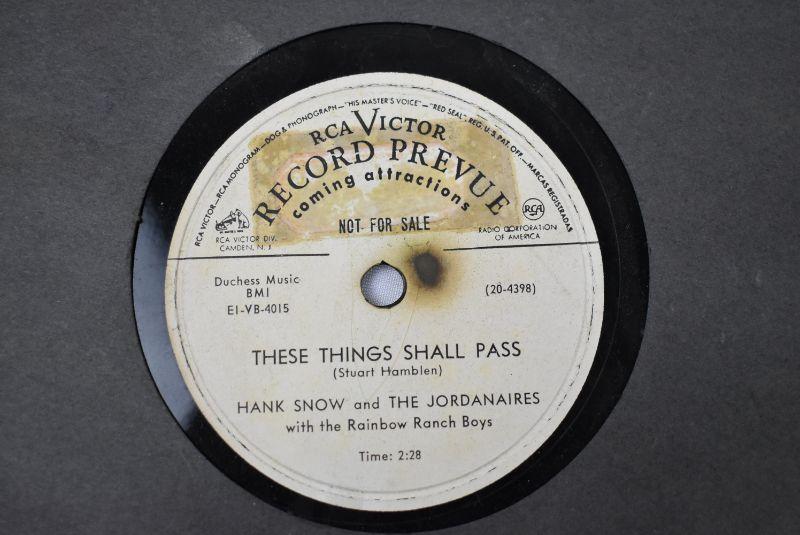 RCA VICTOR—RCA MONOGRAM—DOG & PHONOGRAPH—"HIS MASTER'S VOICE"—"RED SEAL" REG. U.S. PAT. OFF.—MARCAS REGISTRADAS
RCA VICTOR
RECORD PREVUE
coming attractions
NOT FOR SALE
RCA VICTOR DIV.
CAMDEN, N. J.
RCA
RADIO CORPORATION
OF AMERICA
Duchess Music
BMI
E1-VB-4015
(20-4398)
THESE THINGS SHALL PASS
(Stuart Hamblen)
HANK SNOW and THE JORDANAIRES
with the Rainbow Ranch Boys
Time: 2:28